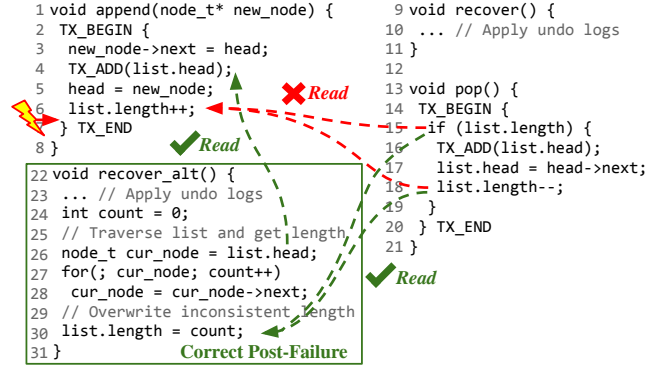 1 void append(node_t* new_node) {
2 TX_BEGIN {
3 new_node->next = head;
4 TX_ADD(list.head);
5 head = new_node;
6 list.length++;
} TX_END
8 }
Read
Read
9 void recover() {
10 ... // Apply undo logs
11 }
12
13 void pop() {
14 TX_BEGIN {
15 if (list.length) {
16 TX_ADD(list.head);
17 list.head = head->next;
18 list.length--;
19 }
20 } TX_END
21 }
Read
22 void recover_alt() {
23 ... // Apply undo logs
24 int count = 0;
25 // Traverse list and get length
26 node_t cur_node = list.head;
27 for(; cur_node; count++)
28 cur_node = cur_node->next;
29 // Overwrite inconsistent length
30 list.length = count;
31 }
Correct Post-Failure